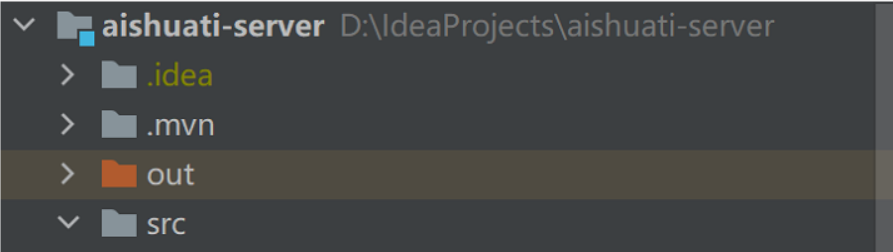 aishuati-server D:\IdeaProjects\aishuati-server
.idea
.mvn
out
src